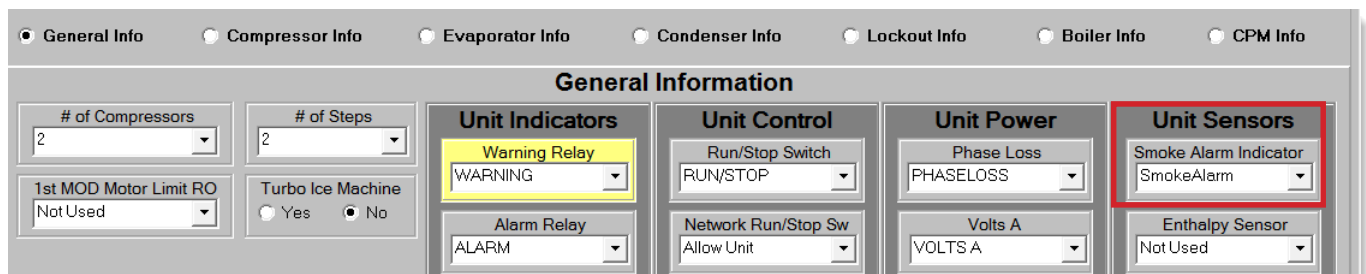 General Info Compressor Info Evaporator Info Condenser Info Lockout Info Boiler Info CPM Info
General Information
# of Compressors
2
# of Steps
2
1st MOD Motor Limit RO
Not Used
Turbo Ice Machine
Yes No
Unit Indicators
Warning Relay
WARNING
Alarm Relay
ALARM
Unit Control
Run/Stop Switch
RUN/STOP
Network Run/Stop Sw
Allow Unit
Unit Power
Phase Loss
PHASELOSS
Volts A
VOLTS A
Unit Sensors
Smoke Alarm Indicator
SmokeAlarm
Enthalpy Sensor
Not Used